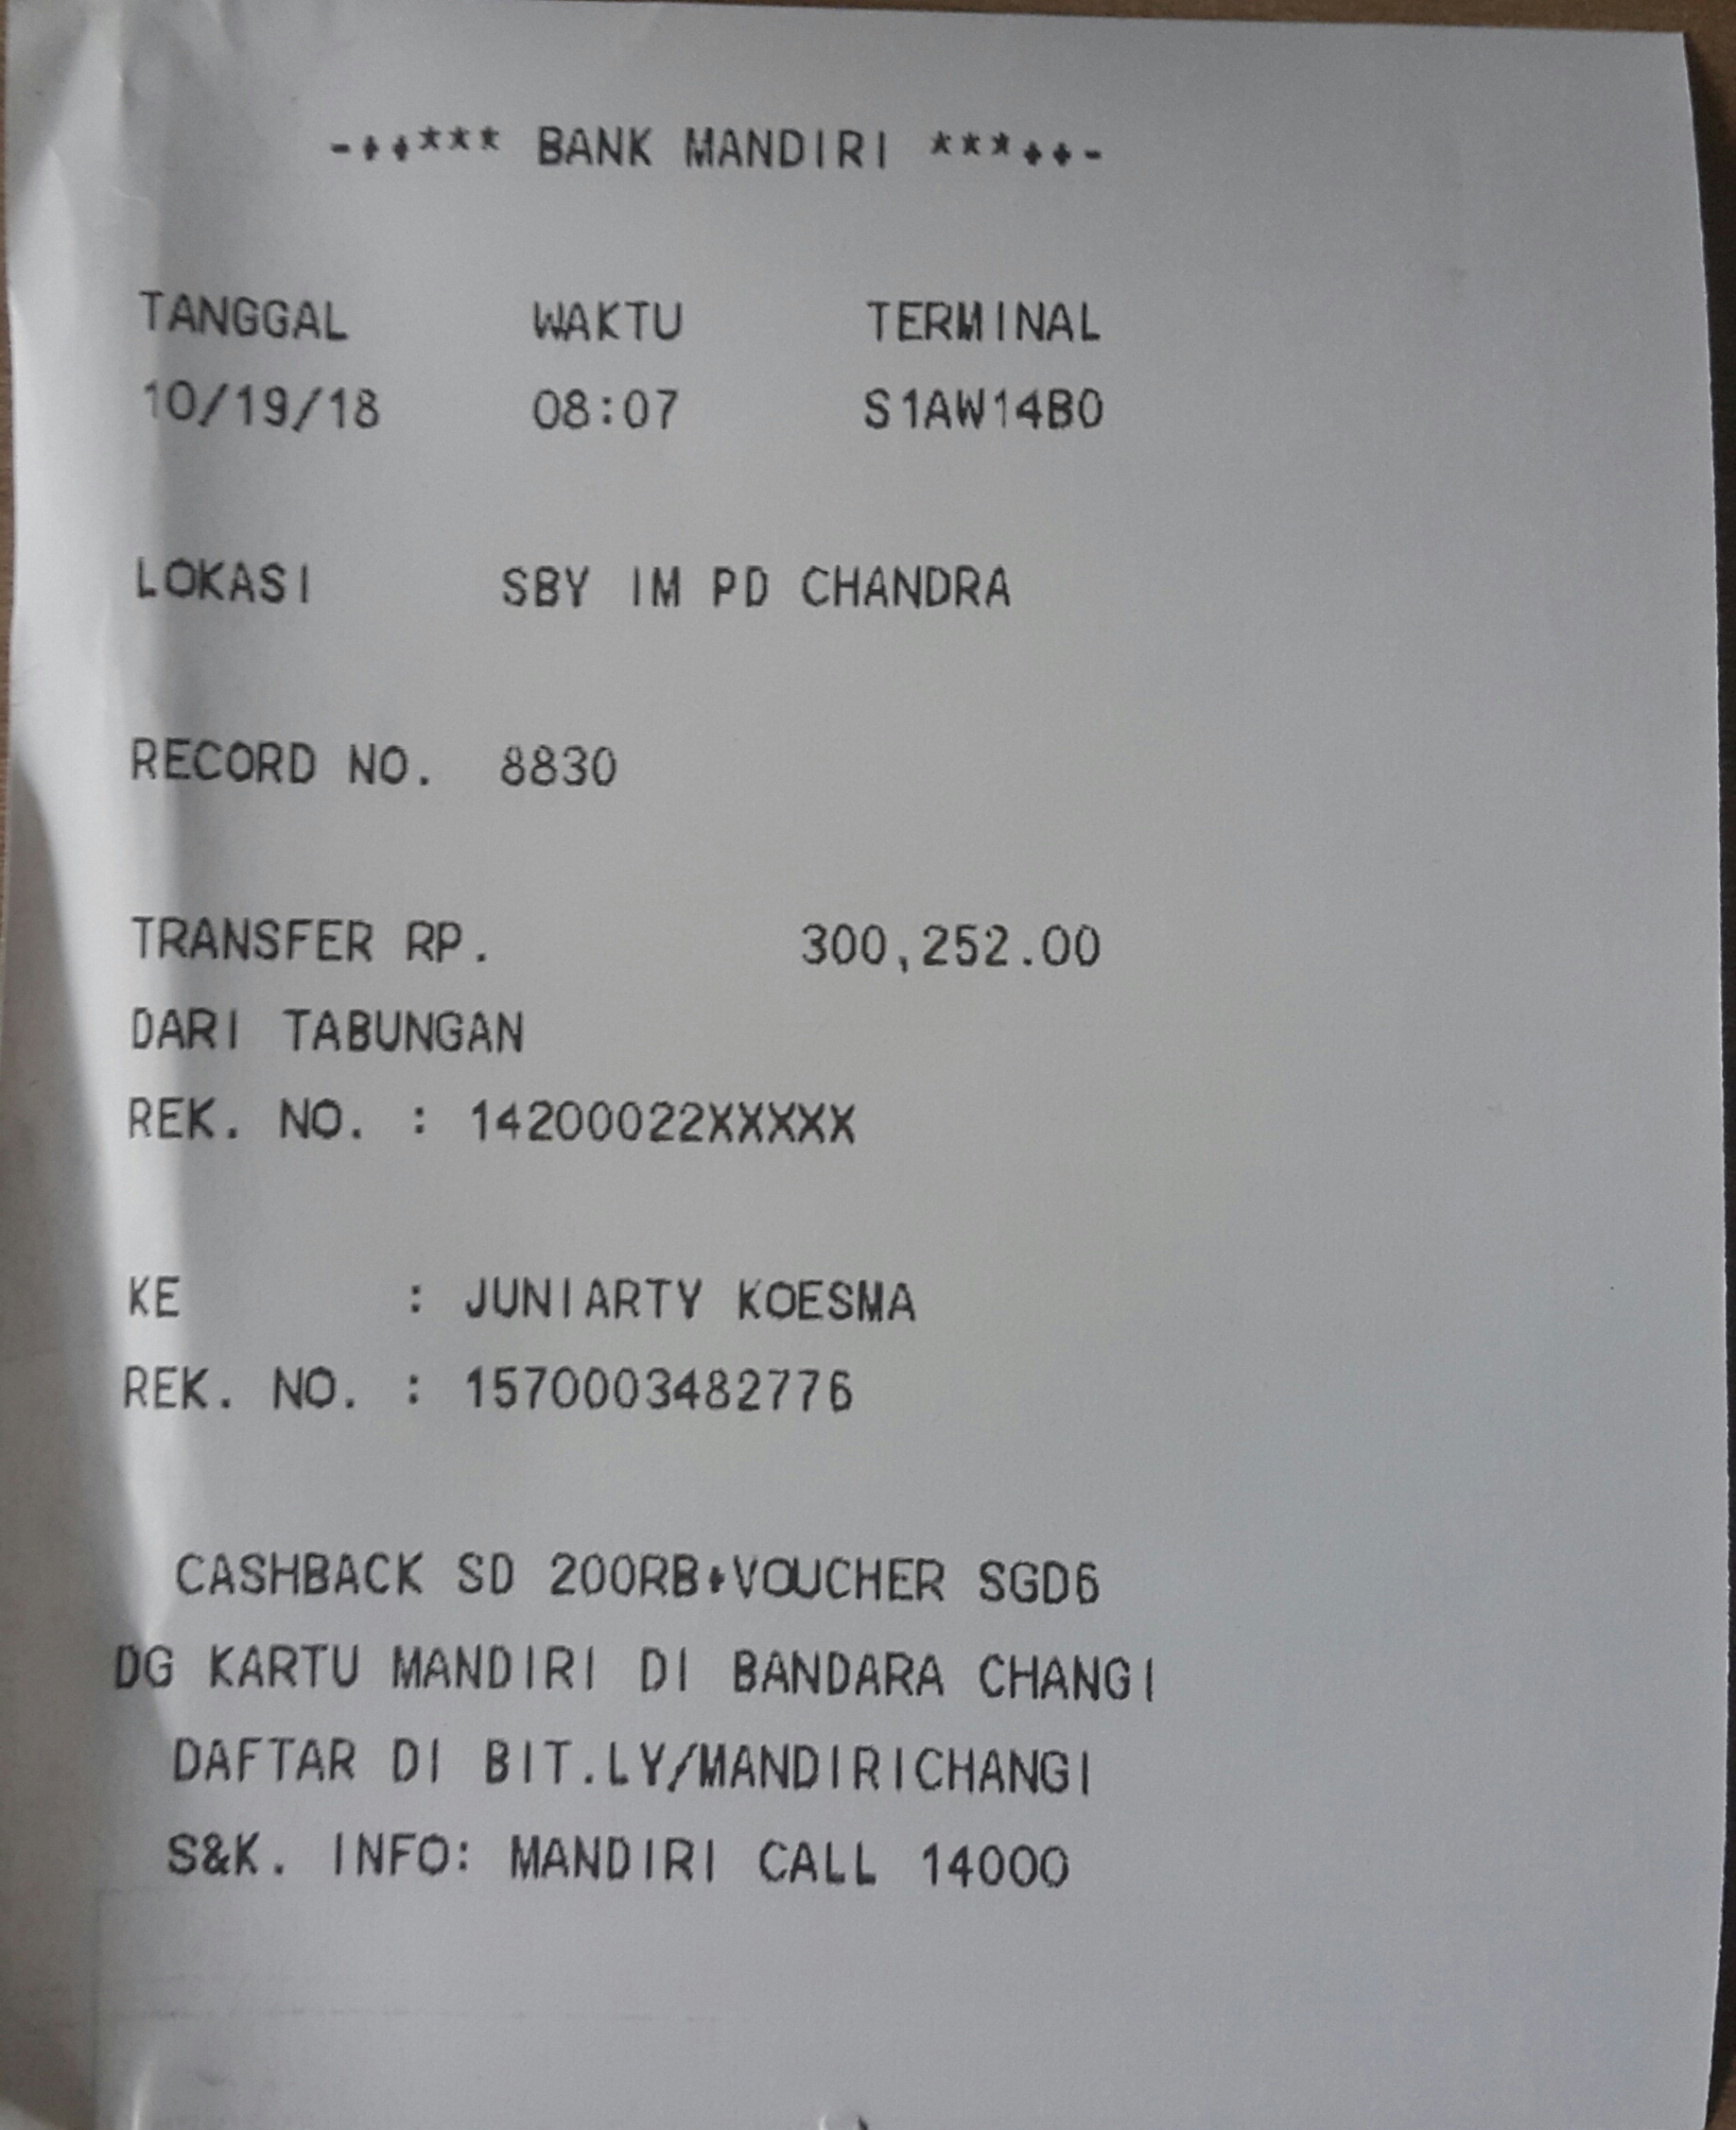 -++*** BANK MANDIRI ***++-
TANGGAL WAKTU TERMINAL
10/19/18 08:07 S1AW14B0
LOKASI SBY IM PD CHANDRA
RECORD NO. 8830
TRANSFER RP. 300,252.00
DARI TABUNGAN
REK. NO. : 14200022XXXXX
KE : JUNIARTY KOESMA
REK. NO. : 1570003482776
CASHBACK SD 200RB+VOUCHER SGD6
DG KARTU MANDIRI DI BANDARA CHANGI
DAFTAR DI BIT.LY/MANDIRICHANGI
S&K. INFO: MANDIRI CALL 14000